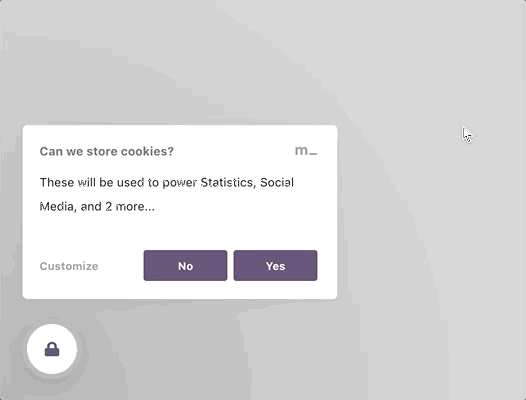 Can we store cookies?
m_
These will be used to power Statistics, Social
Media, and 2 more...
Customize
No
Yes